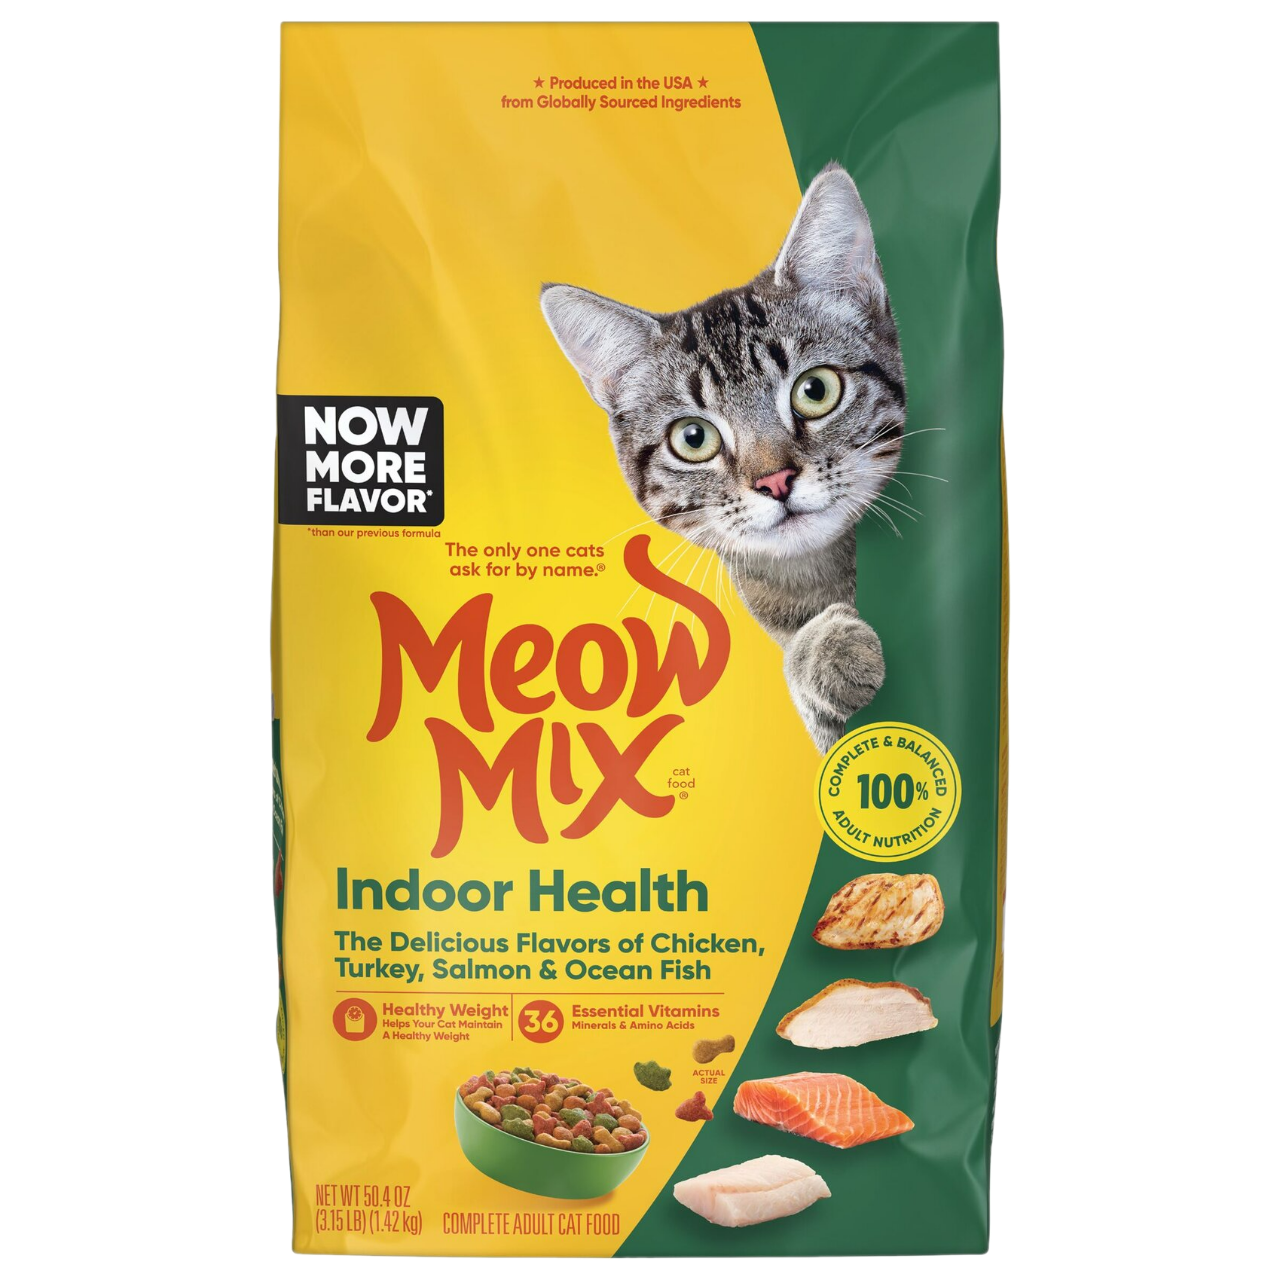 ★ Produced in the USA ★
from Globally Sourced Ingredients
NOW
MORE
FLAVOR*
*than our previous formula
The only one cats
ask for by name.®
Meow
Mix
cat
food
®
COMPLETE & BALANCED
100%
ADULT NUTRITION
Indoor Health
The Delicious Flavors of Chicken,
Turkey, Salmon & Ocean Fish
Healthy Weight
Helps Your Cat Maintain
A Healthy Weight
36
Essential Vitamins
Minerals & Amino Acids
ACTUAL
SIZE
NET WT 50.4 OZ
(3.15 LB) (1.42 kg)
COMPLETE ADULT CAT FOOD